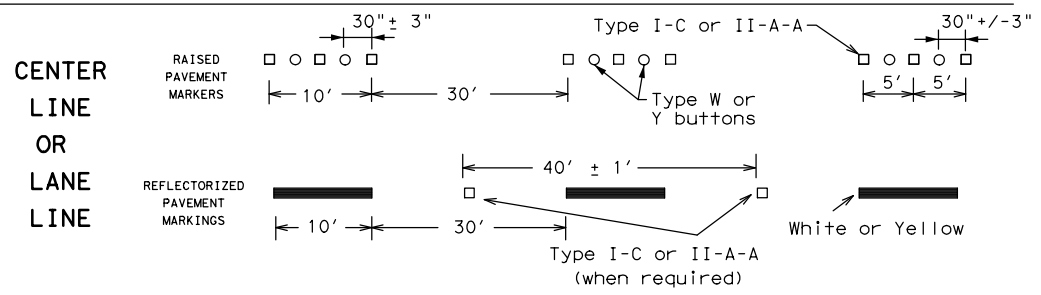 CENTER
LINE
OR
LANE
LINE
RAISED
PAVEMENT
MARKERS
30"± 3"
10'
30'
Type I-C or II-A-A
Type W or
Y buttons
30"+/-3"
5'
5'
REFLECTORIZED
PAVEMENT
MARKINGS
10'
30'
40' ± 1'
Type I-C or II-A-A
(when required)
White or Yellow